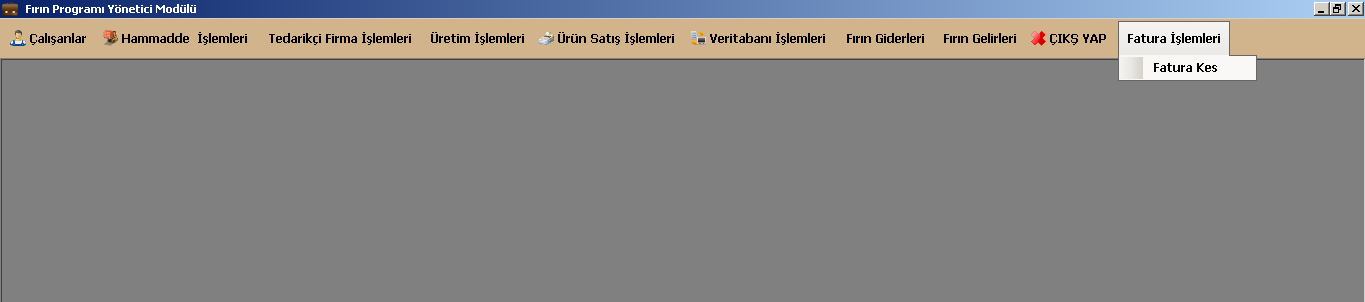 Fırın Programı Yönetici Modülü
Çalışanlar Hammadde İşlemleri Tedarikçi Firma İşlemleri Üretim İşlemleri Ürün Satış İşlemleri Veritabanı İşlemleri Fırın Giderleri Fırın Gelirleri ÇIKŞ YAP Fatura İşlemleri
Fatura Kes